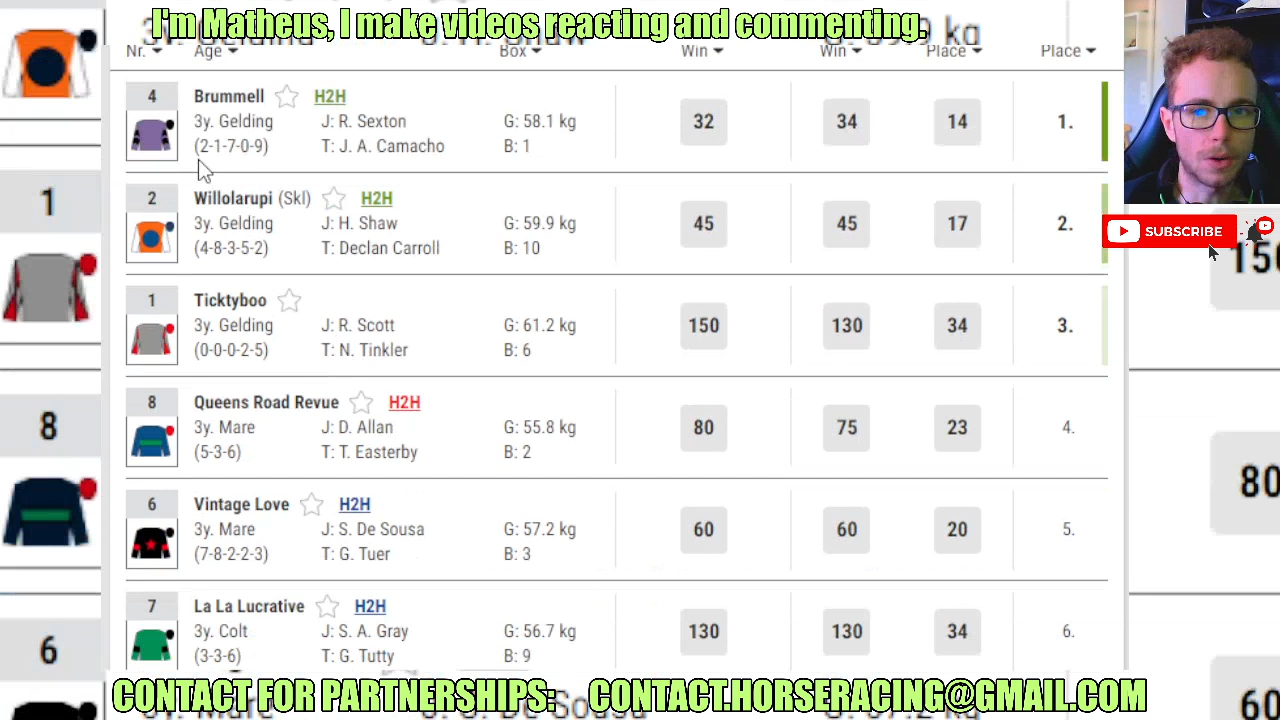 I'm Matheus, I make videos reacting and commenting.
Nr. Age Box Win Win Place Place
4 Brummell H2H
3y. Gelding J: R. Sexton G: 58.1 kg 32 34 14 1.
(2-1-7-0-9) T: J. A. Camacho B: 1
2 Willolarupi (Skl) H2H
3y. Gelding J: H. Shaw G: 59.9 kg 45 45 17 2.
(4-8-3-5-2) T: Declan Carroll B: 10
SUBSCRIBE
150
1 Ticktyboo
3y. Gelding J: R. Scott G: 61.2 kg 150 130 34 3.
(0-0-0-2-5) T: N. Tinkler B: 6
8 Queens Road Revue H2H
3y. Mare J: D. Allan G: 55.8 kg 80 75 23 4.
(5-3-6) T: T. Easterby B: 2
6 Vintage Love H2H
3y. Mare J: S. De Sousa G: 57.2 kg 60 60 20 5.
(7-8-2-2-3) T: G. Tuer B: 3
7 La La Lucrative H2H
3y. Colt J: S. A. Gray G: 56.7 kg 130 130 34 6.
(3-3-6) T: G. Tutty B: 9
1
8
6
80
60
CONTACT FOR PARTNERSHIPS: CONTACT.HORSERACING@GMAIL.COM